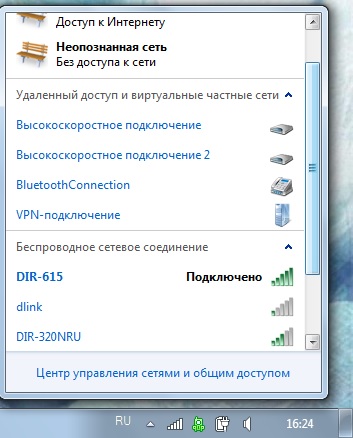 Доступ к Интернету
Неопознанная сеть
Без доступа к сети
Удаленный доступ и виртуальные частные сети
Высокоскоростное подключение
Высокоскоростное подключение 2
BluetoothConnection
VPN-подключение
Беспроводное сетевое соединение
DIR-615 Подключено
dlink
DIR-320NRU
Центр управления сетями и общим доступом
RU 16:24